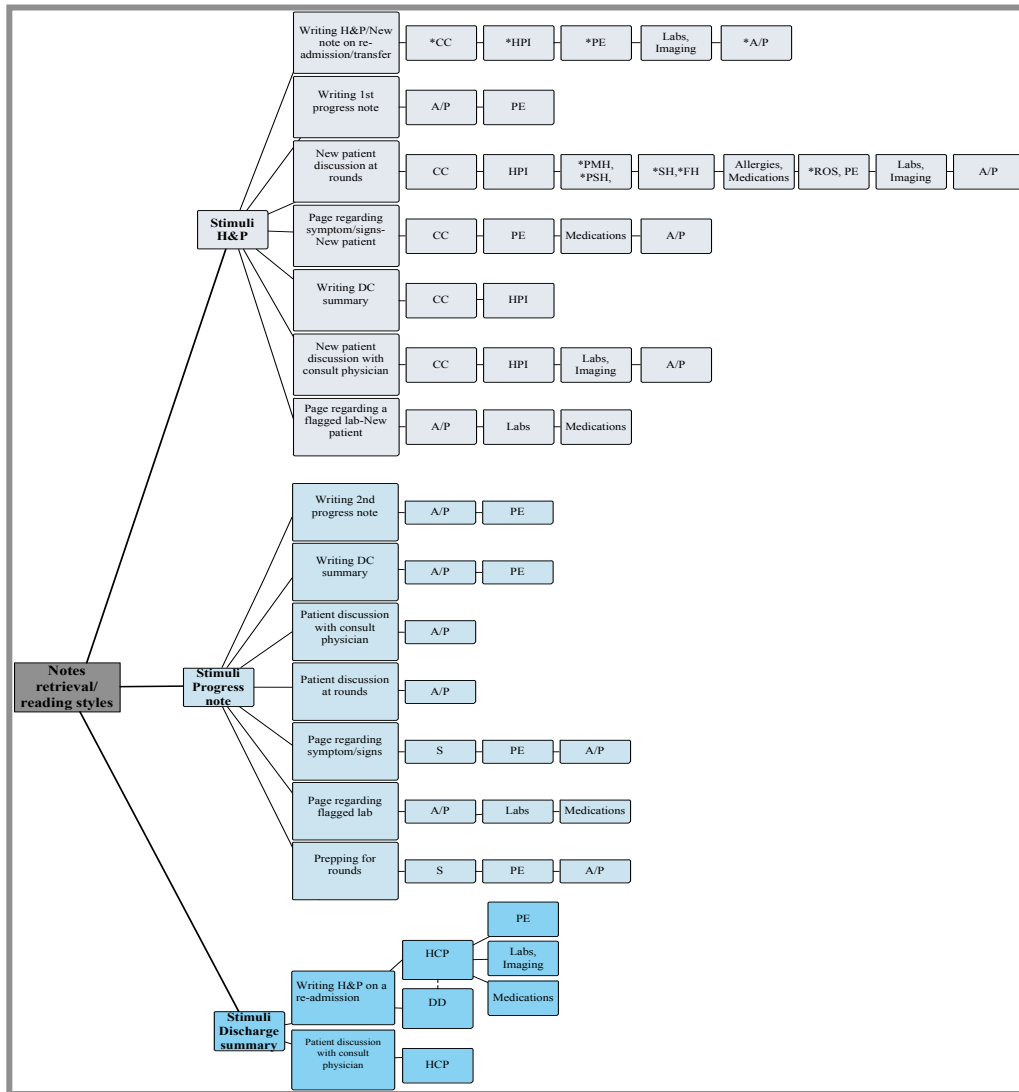 Writing H&P/New
note on re-
admission/transfer
*CC
*HPI
*PE
Labs,
Imaging
*A/P
Writing 1st
progress note
A/P
PE
New patient
discussion at
rounds
CC
HPI
*PMH,
*PSH,
*SH,*FH
Allergies,
Medications
*ROS, PE
Labs,
Imaging
A/P
Stimuli
H&P
Page regarding
symptom/signs-
New patient
CC
PE
Medications
A/P
Writing DC
summary
CC
HPI
New patient
discussion with
consult physician
CC
HPI
Labs,
Imaging
A/P
Page regarding a
flagged lab-New
patient
A/P
Labs
Medications
Writing 2nd
progress note
A/P
PE
Writing DC
summary
A/P
PE
Patient discussion
with consult
physician
A/P
Notes
retrieval/
reading styles
Stimuli
Progress
note
Patient discussion
at rounds
A/P
Page regarding
symptom/signs
S
PE
A/P
Page regarding
flagged lab
A/P
Labs
Medications
Prepping for
rounds
S
PE
A/P
Stimuli
Discharge
summary
Writing H&P on a
re-admission
HCP
PE
Labs,
Imaging
Medications
DD
Patient discussion
with consult
physician
HCP